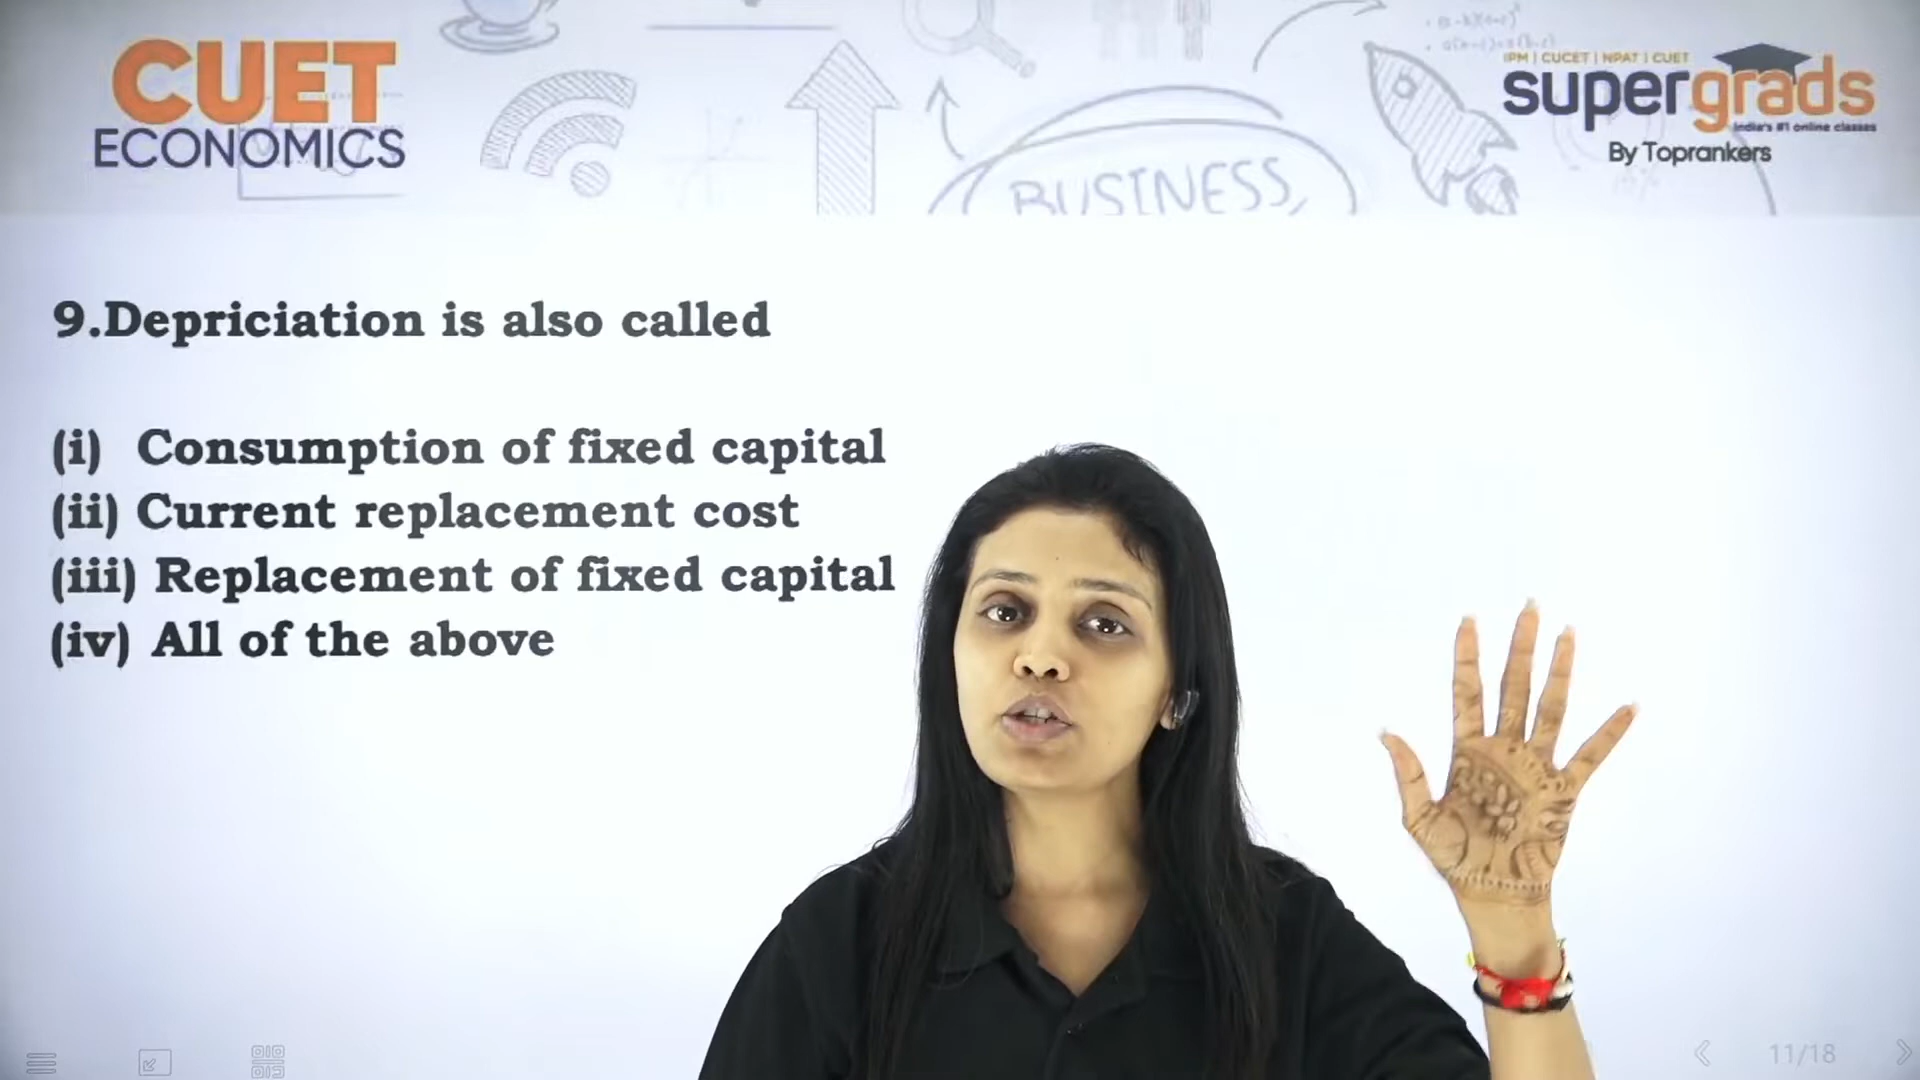 CUET
ECONOMICS
BUSINESS,
IPM | CUCET | NPAT | CUET
supergrads
India's #1 online classes
By Toprankers
9.Depriciation is also called
(i) Consumption of fixed capital
(ii) Current replacement cost
(iii) Replacement of fixed capital
(iv) All of the above
11/18